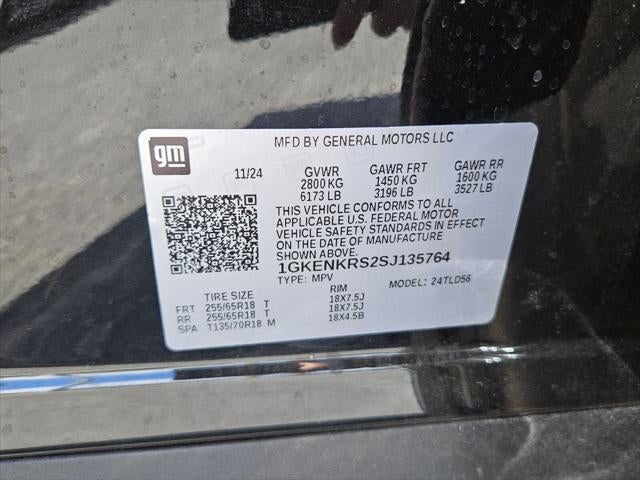 gm
MFD BY GENERAL MOTORS LLC
11/24 GVWR GAWR FRT GAWR RR
2800 KG 1450 KG 1600 KG
6173 LB 3196 LB 3527 LB
THIS VEHICLE CONFORMS TO ALL
APPLICABLE U.S. FEDERAL MOTOR
VEHICLE SAFETY STANDARDS IN EFFECT
ON THE DATE OF MANUFACTURE
SHOWN ABOVE.
1GKENKRS2SJ135764
TYPE: MPV MODEL: 24TLD56
TIRE SIZE RIM
FRT 255/65R18 T 18X7.5J
RR 255/65R18 T 18X7.5J
SPA T135/70R18 M 18X4.5B